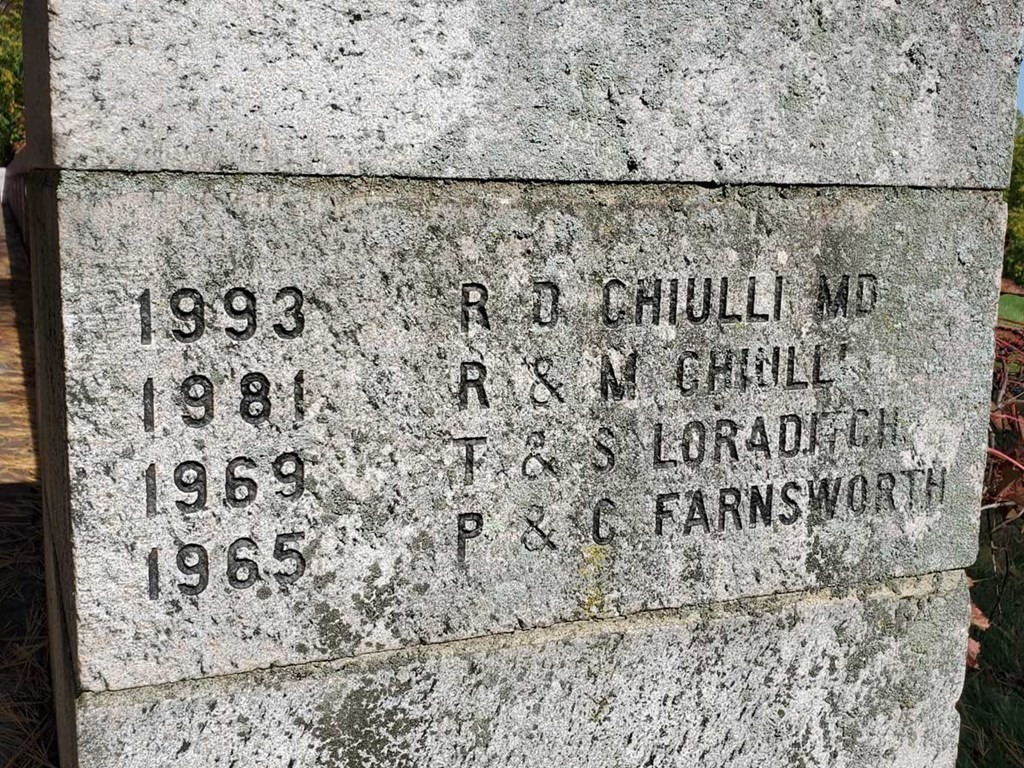 1993 R D CHIULLI MD
1981 R & M CHIULLI
1969 T & S LORADITCH
1965 P & C FARNSWORTH